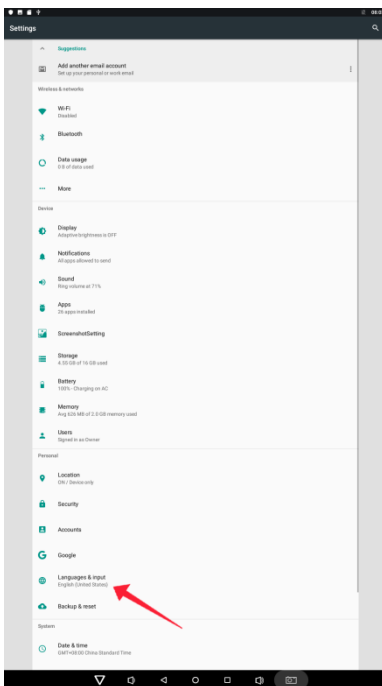 Settings
Suggestions
Add another email account
Set up your personal or work email
Wireless & networks
Wi-Fi
Disabled
Bluetooth
Data usage
0 B of data used
More
Device
Display
Adaptive brightness is OFF
Notifications
All apps allowed to send
Sound
Ring volume at 71%
Apps
26 apps installed
ScreenshotSetting
Storage
4.30 GB of 16 GB used
Battery
100% - Charging on AC
Memory
Avg 626 MB of 2.0 GB memory used
Users
Signed in as Owner
Personal
Location
ON / Device only
Security
Accounts
Google
Languages & input
English (United States)
Backup & reset
System
Date & time
GMT+08:00 China Standard Time